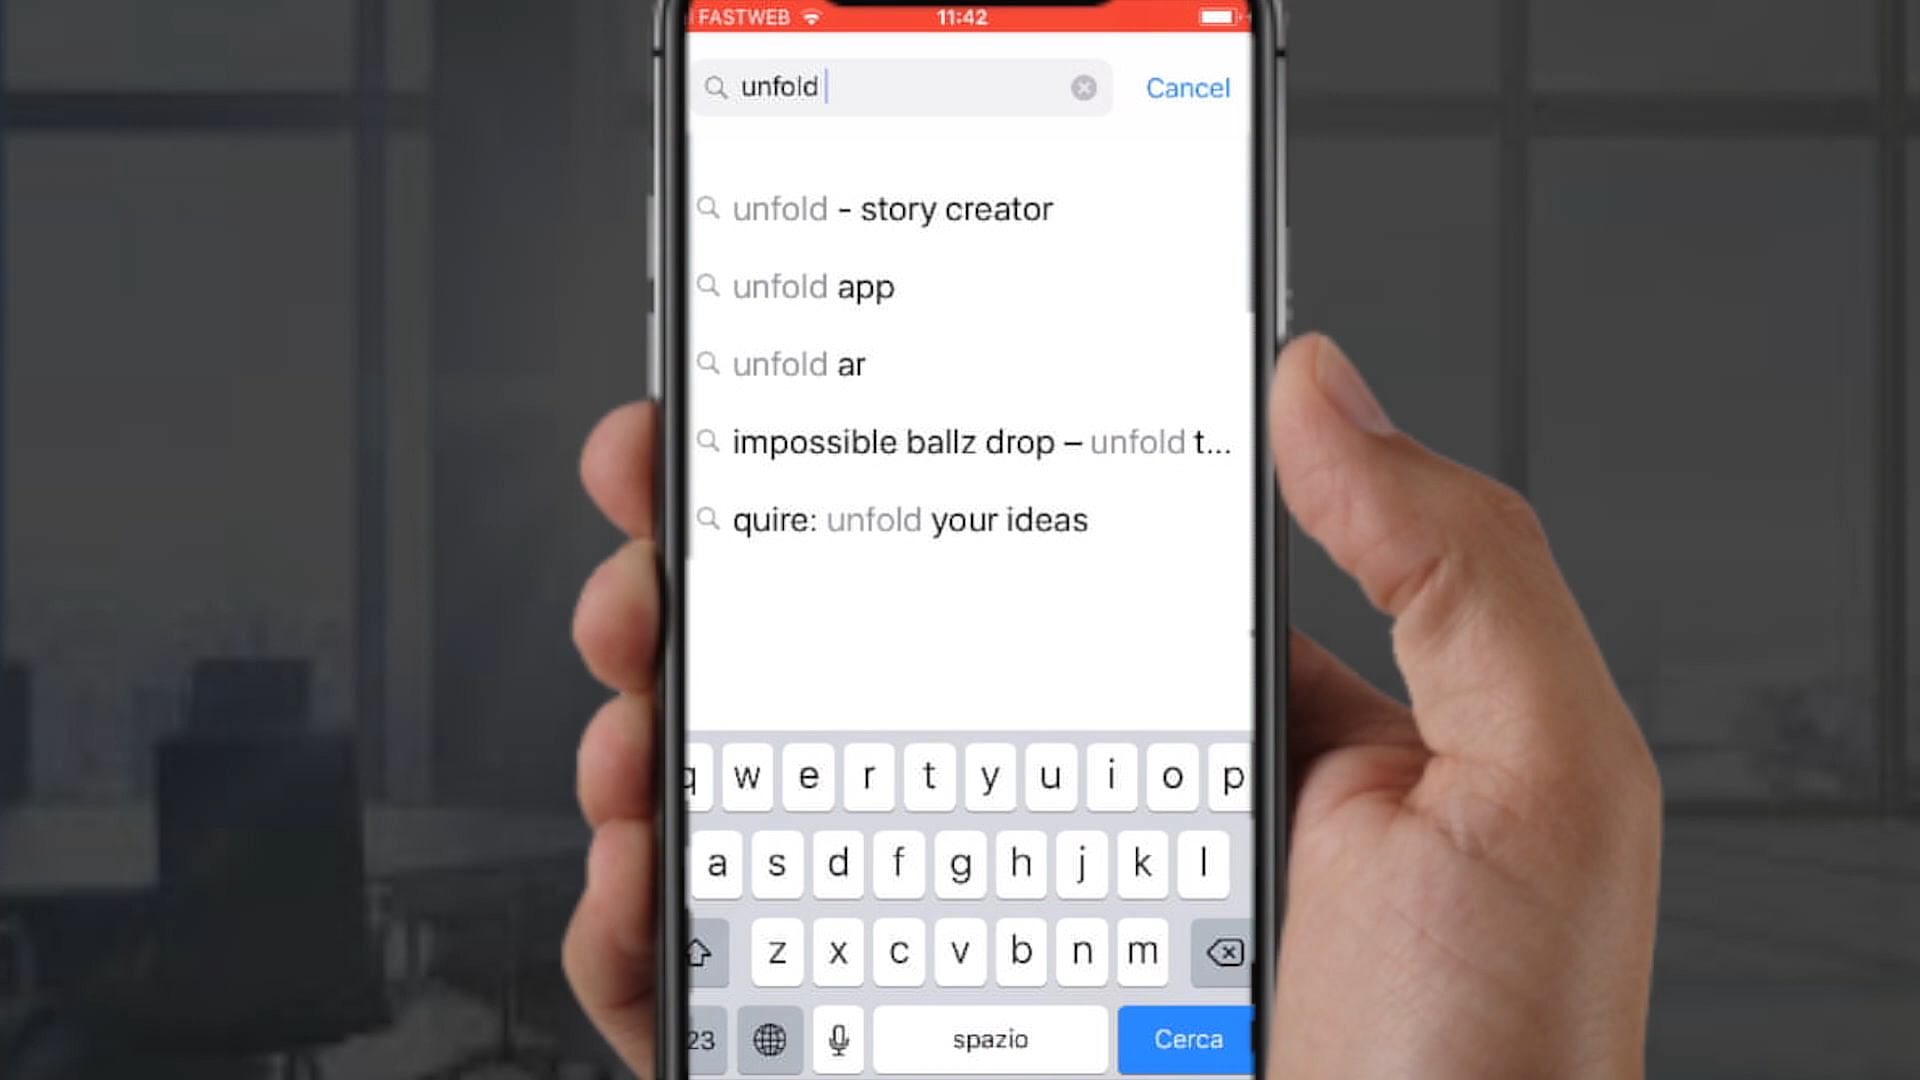 FASTWEB 11:42
unfold Cancel
unfold - story creator
unfold app
unfold ar
impossible ballz drop – unfold t...
quire: unfold your ideas
q w e r t y u i o p
a s d f g h j k l
z x c v b n m
23 spazio Cerca